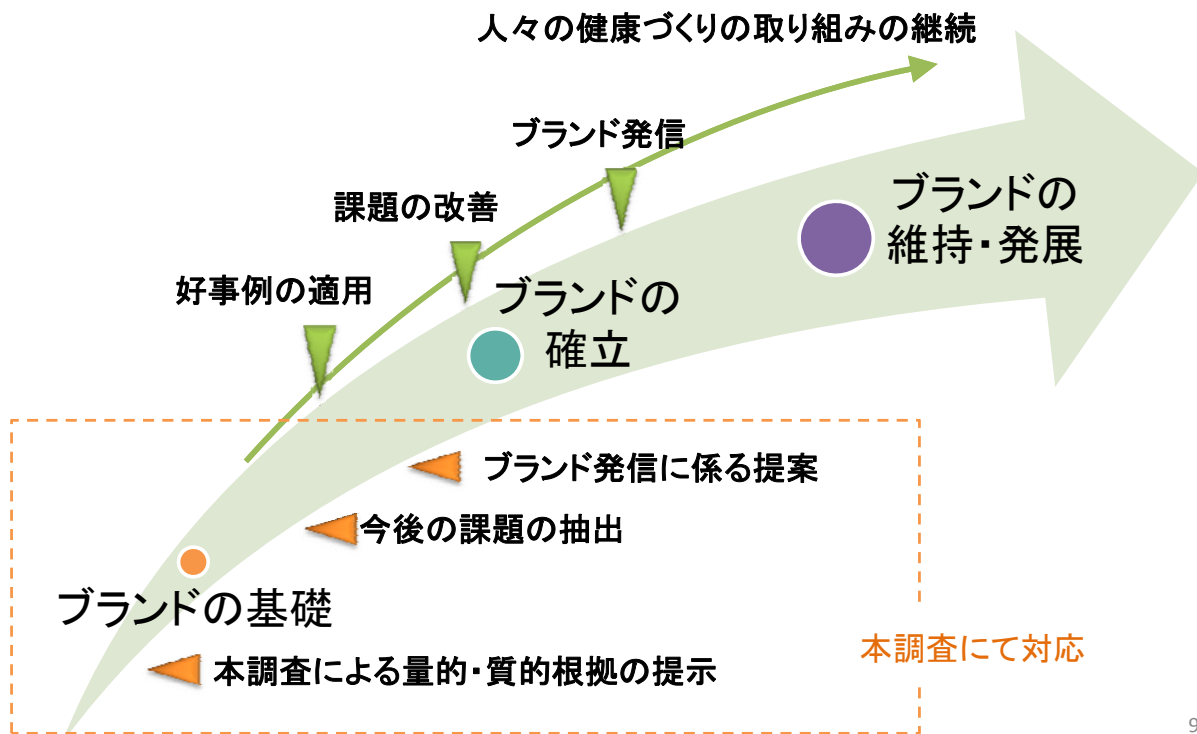 人々の健康づくりの取り組みの継続
ブランド発信
課題の改善
好事例の適用
ブランドの
維持・発展
ブランドの
確立
ブランド発信に係る提案
今後の課題の抽出
ブランドの基礎
本調査による量的・質的根拠の提示
本調査にて対応
9